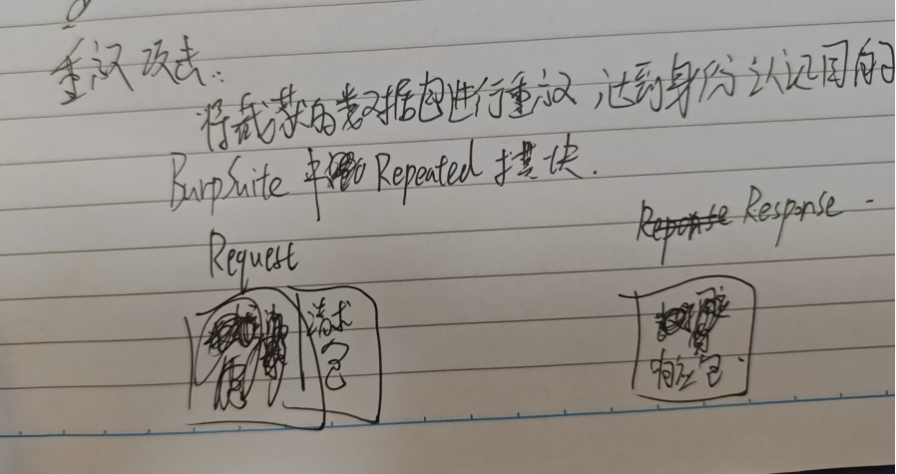 重放攻击:
将截获的数据包进行重放,达到身份认证目的
BurpSuite 中 Repeated 模块.
Request
Response -
请求
包
响应包.